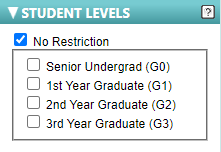 ▼ STUDENT LEVELS ?
No Restriction
Senior Undergrad (G0)
1st Year Graduate (G1)
2nd Year Graduate (G2)
3rd Year Graduate (G3)